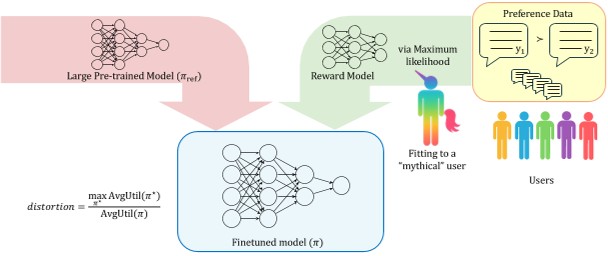 Preference Data
y1
≻
y2
via Maximum
likelihood
Large Pre-trained Model (πref)
Reward Model
Fitting to a
“mythical” user
Users
distortion = max π* AvgUtil(π*) / AvgUtil(π)
Finetuned model (π)